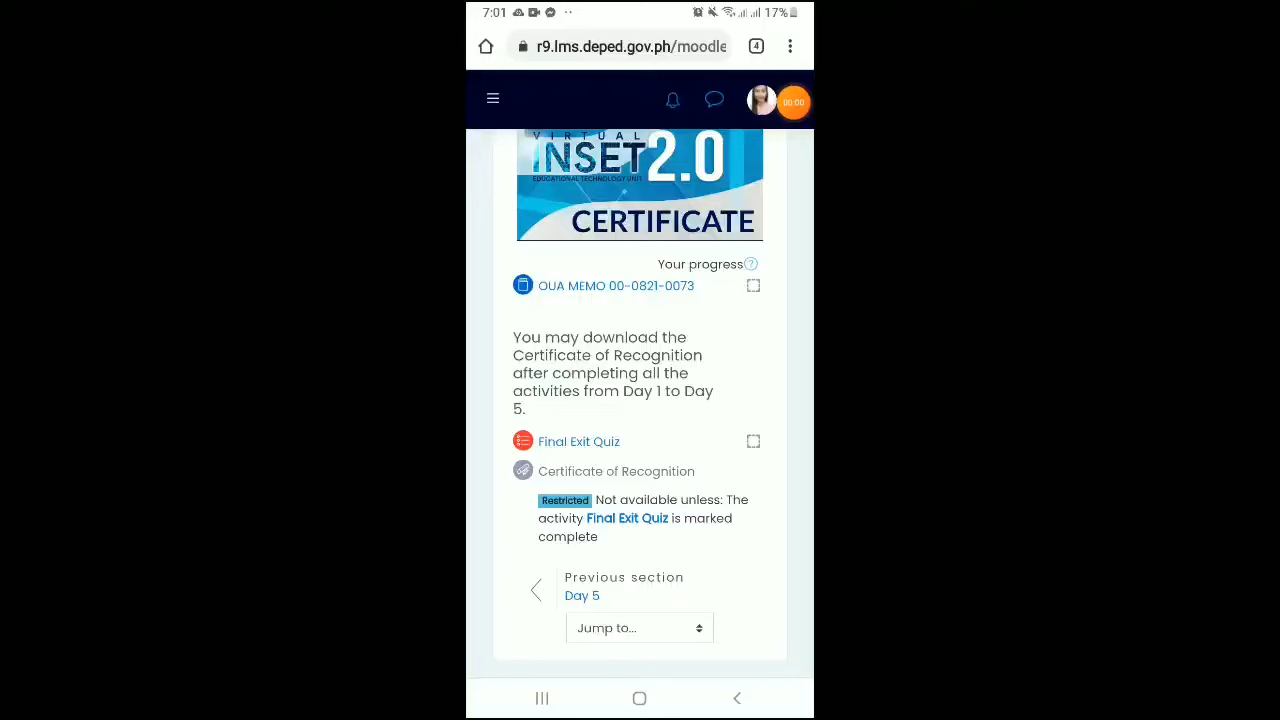 7:01
17%
r9.lms.deped.gov.ph/moodle
4
00:00
VIRTUAL
INSET 2.0
EDUCATIONAL TECHNOLOGY UNIT
CERTIFICATE
Your progress ?
OUA MEMO 00-0821-0073
You may download the
Certificate of Recognition
after completing all the
activities from Day 1 to Day
5.
Final Exit Quiz
Certificate of Recognition
Restricted Not available unless: The
activity Final Exit Quiz is marked
complete
Previous section
Day 5
Jump to...